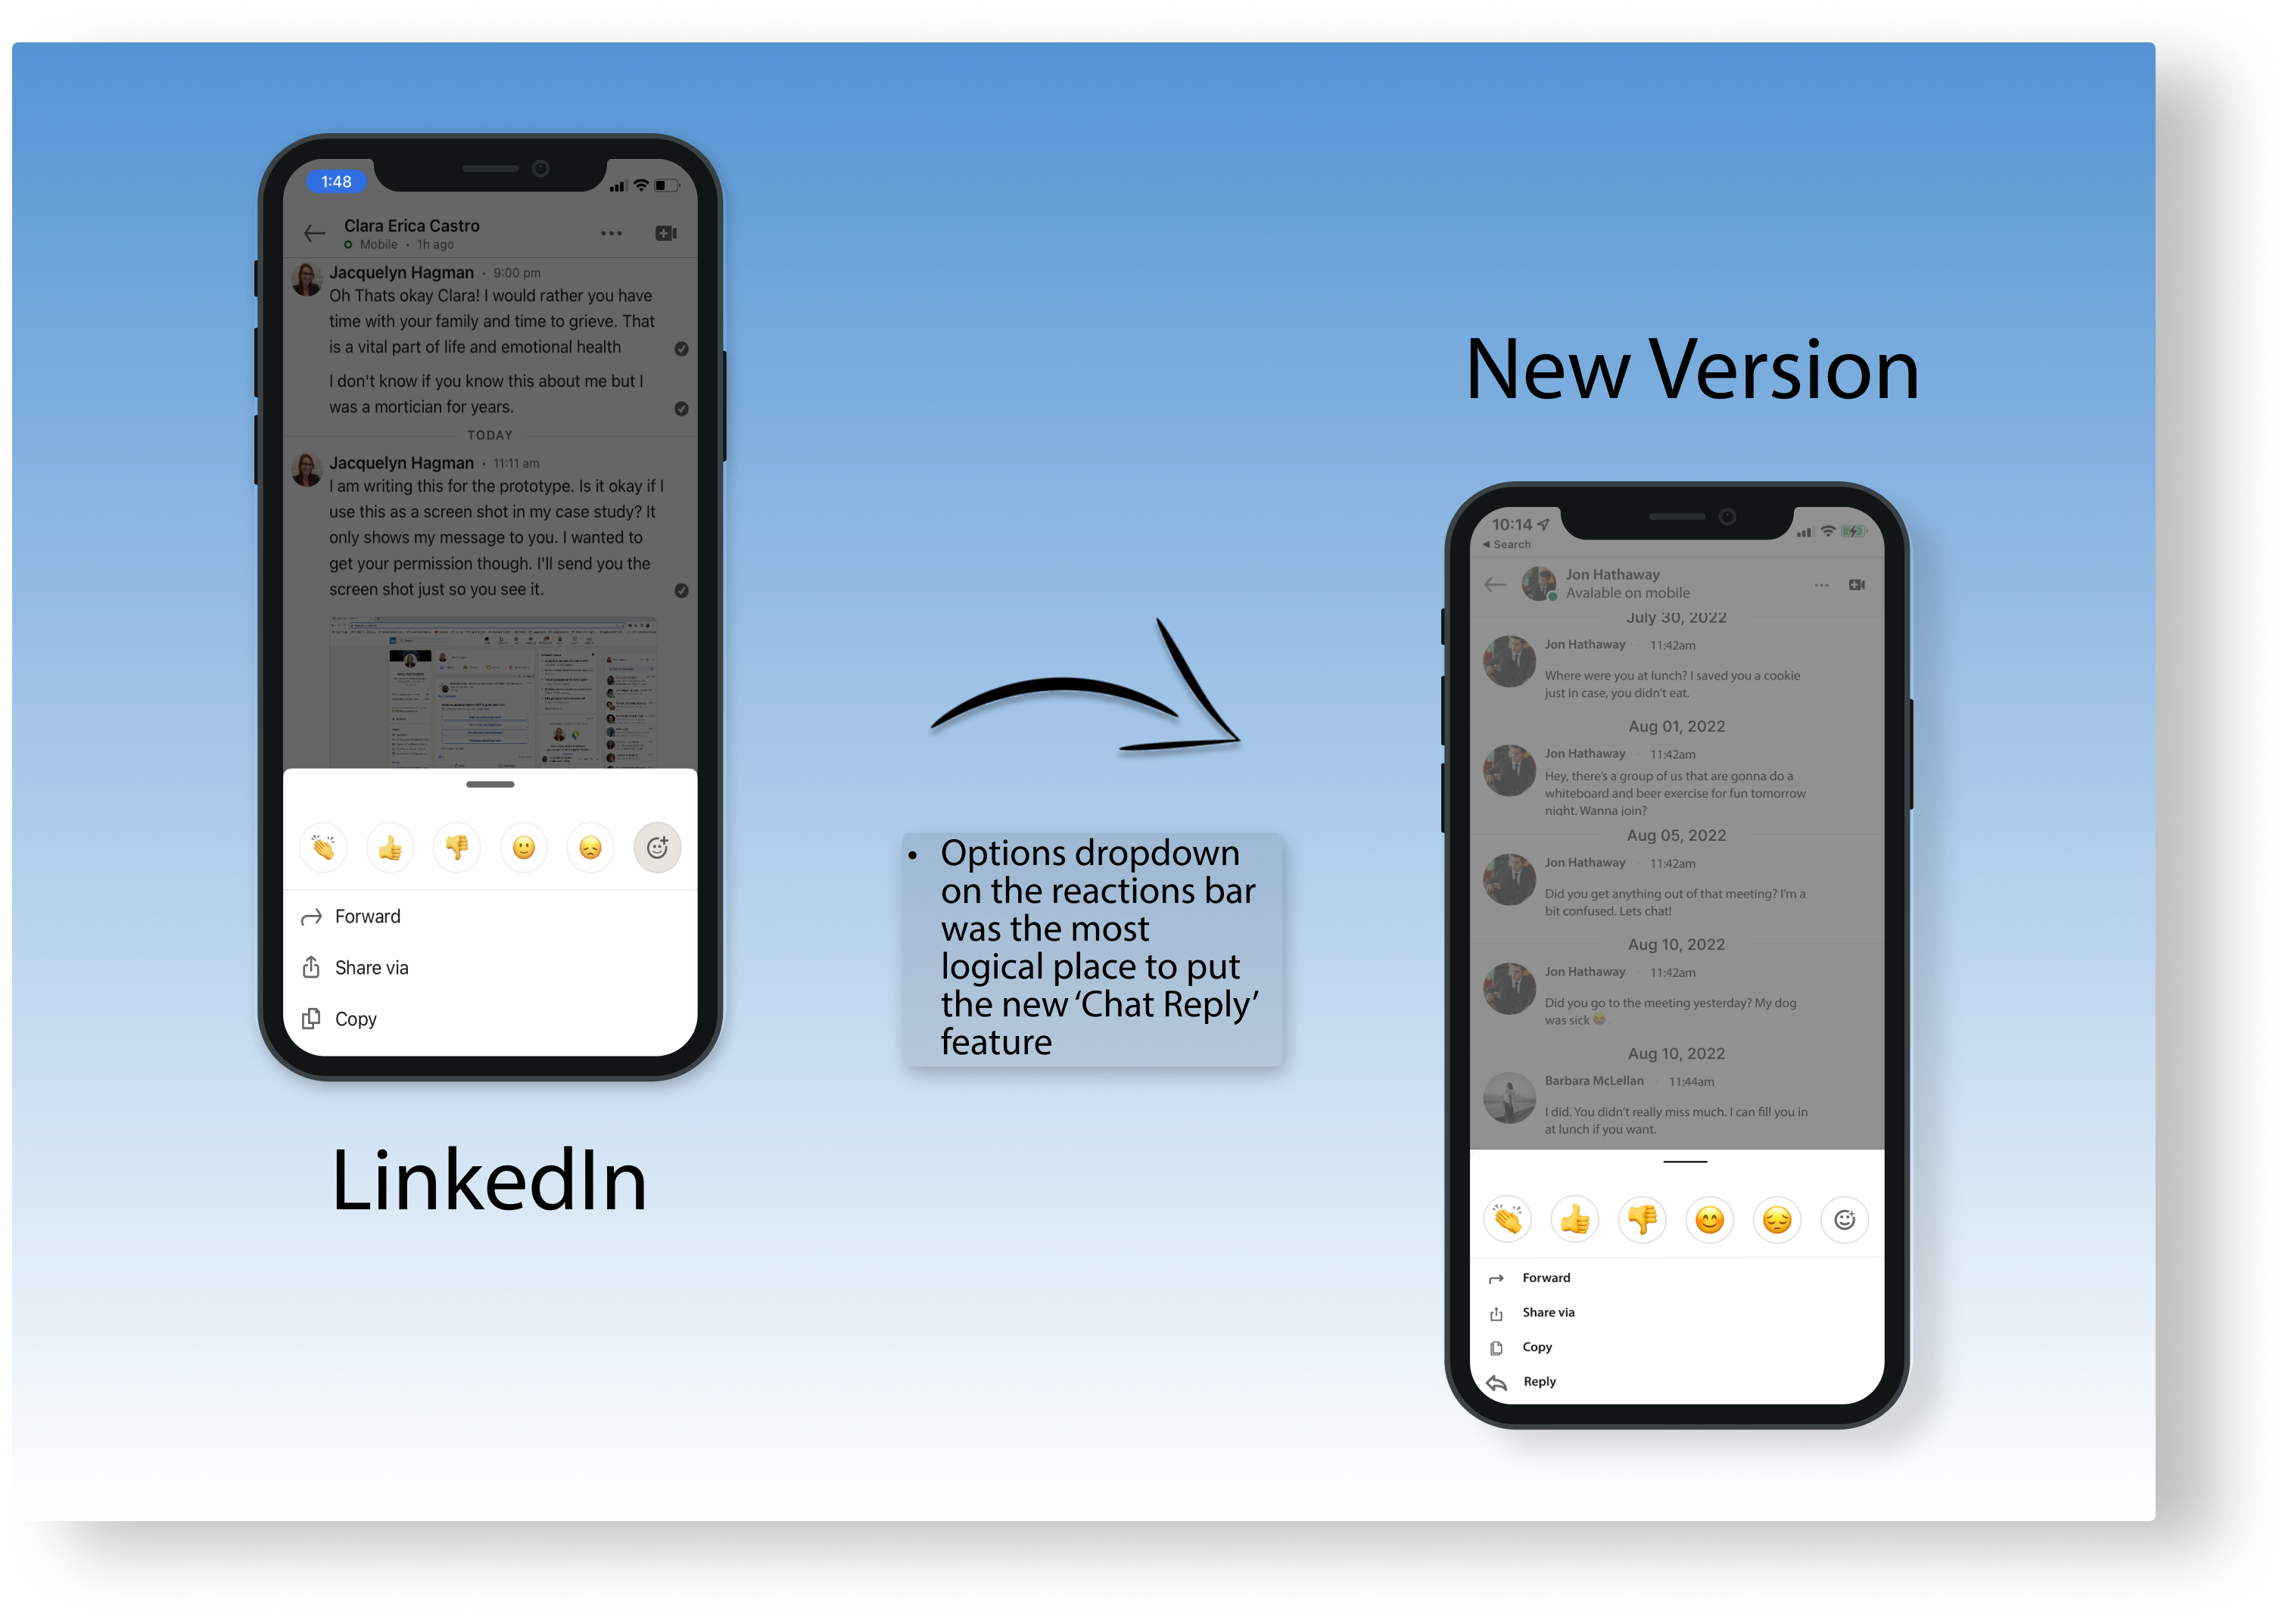 1:48
Clara Erica Castro
Mobile • 1h ago
Jacquelyn Hagman • 9:00 pm
Oh Thats okay Clara! I would rather you have
time with your family and time to grieve. That
is a vital part of life and emotional health
I don't know if you know this about me but I
was a mortician for years.
TODAY
Jacquelyn Hagman • 11:11 am
I am writing this for the prototype. Is it okay if I
use this as a screen shot in my case study? It
only shows my message to you. I wanted to
get your permission though. I'll send you the
screen shot just so you see it.
Forward
Share via
Copy
LinkedIn
• Options dropdown
on the reactions bar
was the most
logical place to put
the new ‘Chat Reply’
feature
New Version
10:14
Search
Jon Hathaway
Avalable on mobile
July 30, 2022
Jon Hathaway 11:42am
Where were you at lunch? I saved you a cookie
just in case, you didn't eat.
Aug 01, 2022
Jon Hathaway 11:42am
Hey, there's a group of us that are gonna do a
whiteboard and beer exercise for fun tomorrow
night. Wanna join?
Aug 05, 2022
Jon Hathaway 11:42am
Did you get anything out of that meeting? I'm a
bit confused. Lets chat!
Aug 10, 2022
Jon Hathaway 11:42am
Did you go to the meeting yesterday? My dog
was sick 😭
Aug 10, 2022
Barbara McLellan 11:44am
I did. You didn't really miss much. I can fill you in
at lunch if you want.
Forward
Share via
Copy
Reply